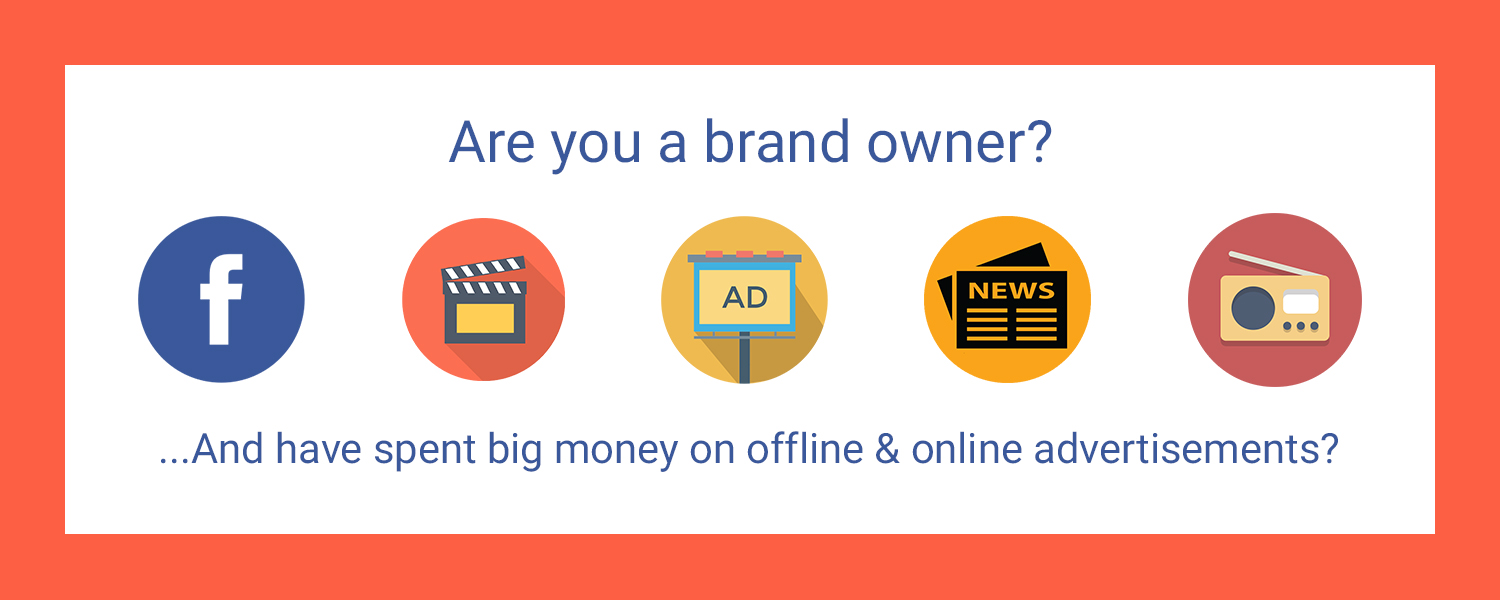 Are you a brand owner?
f
AD
NEWS
...And have spent big money on offline & online advertisements?